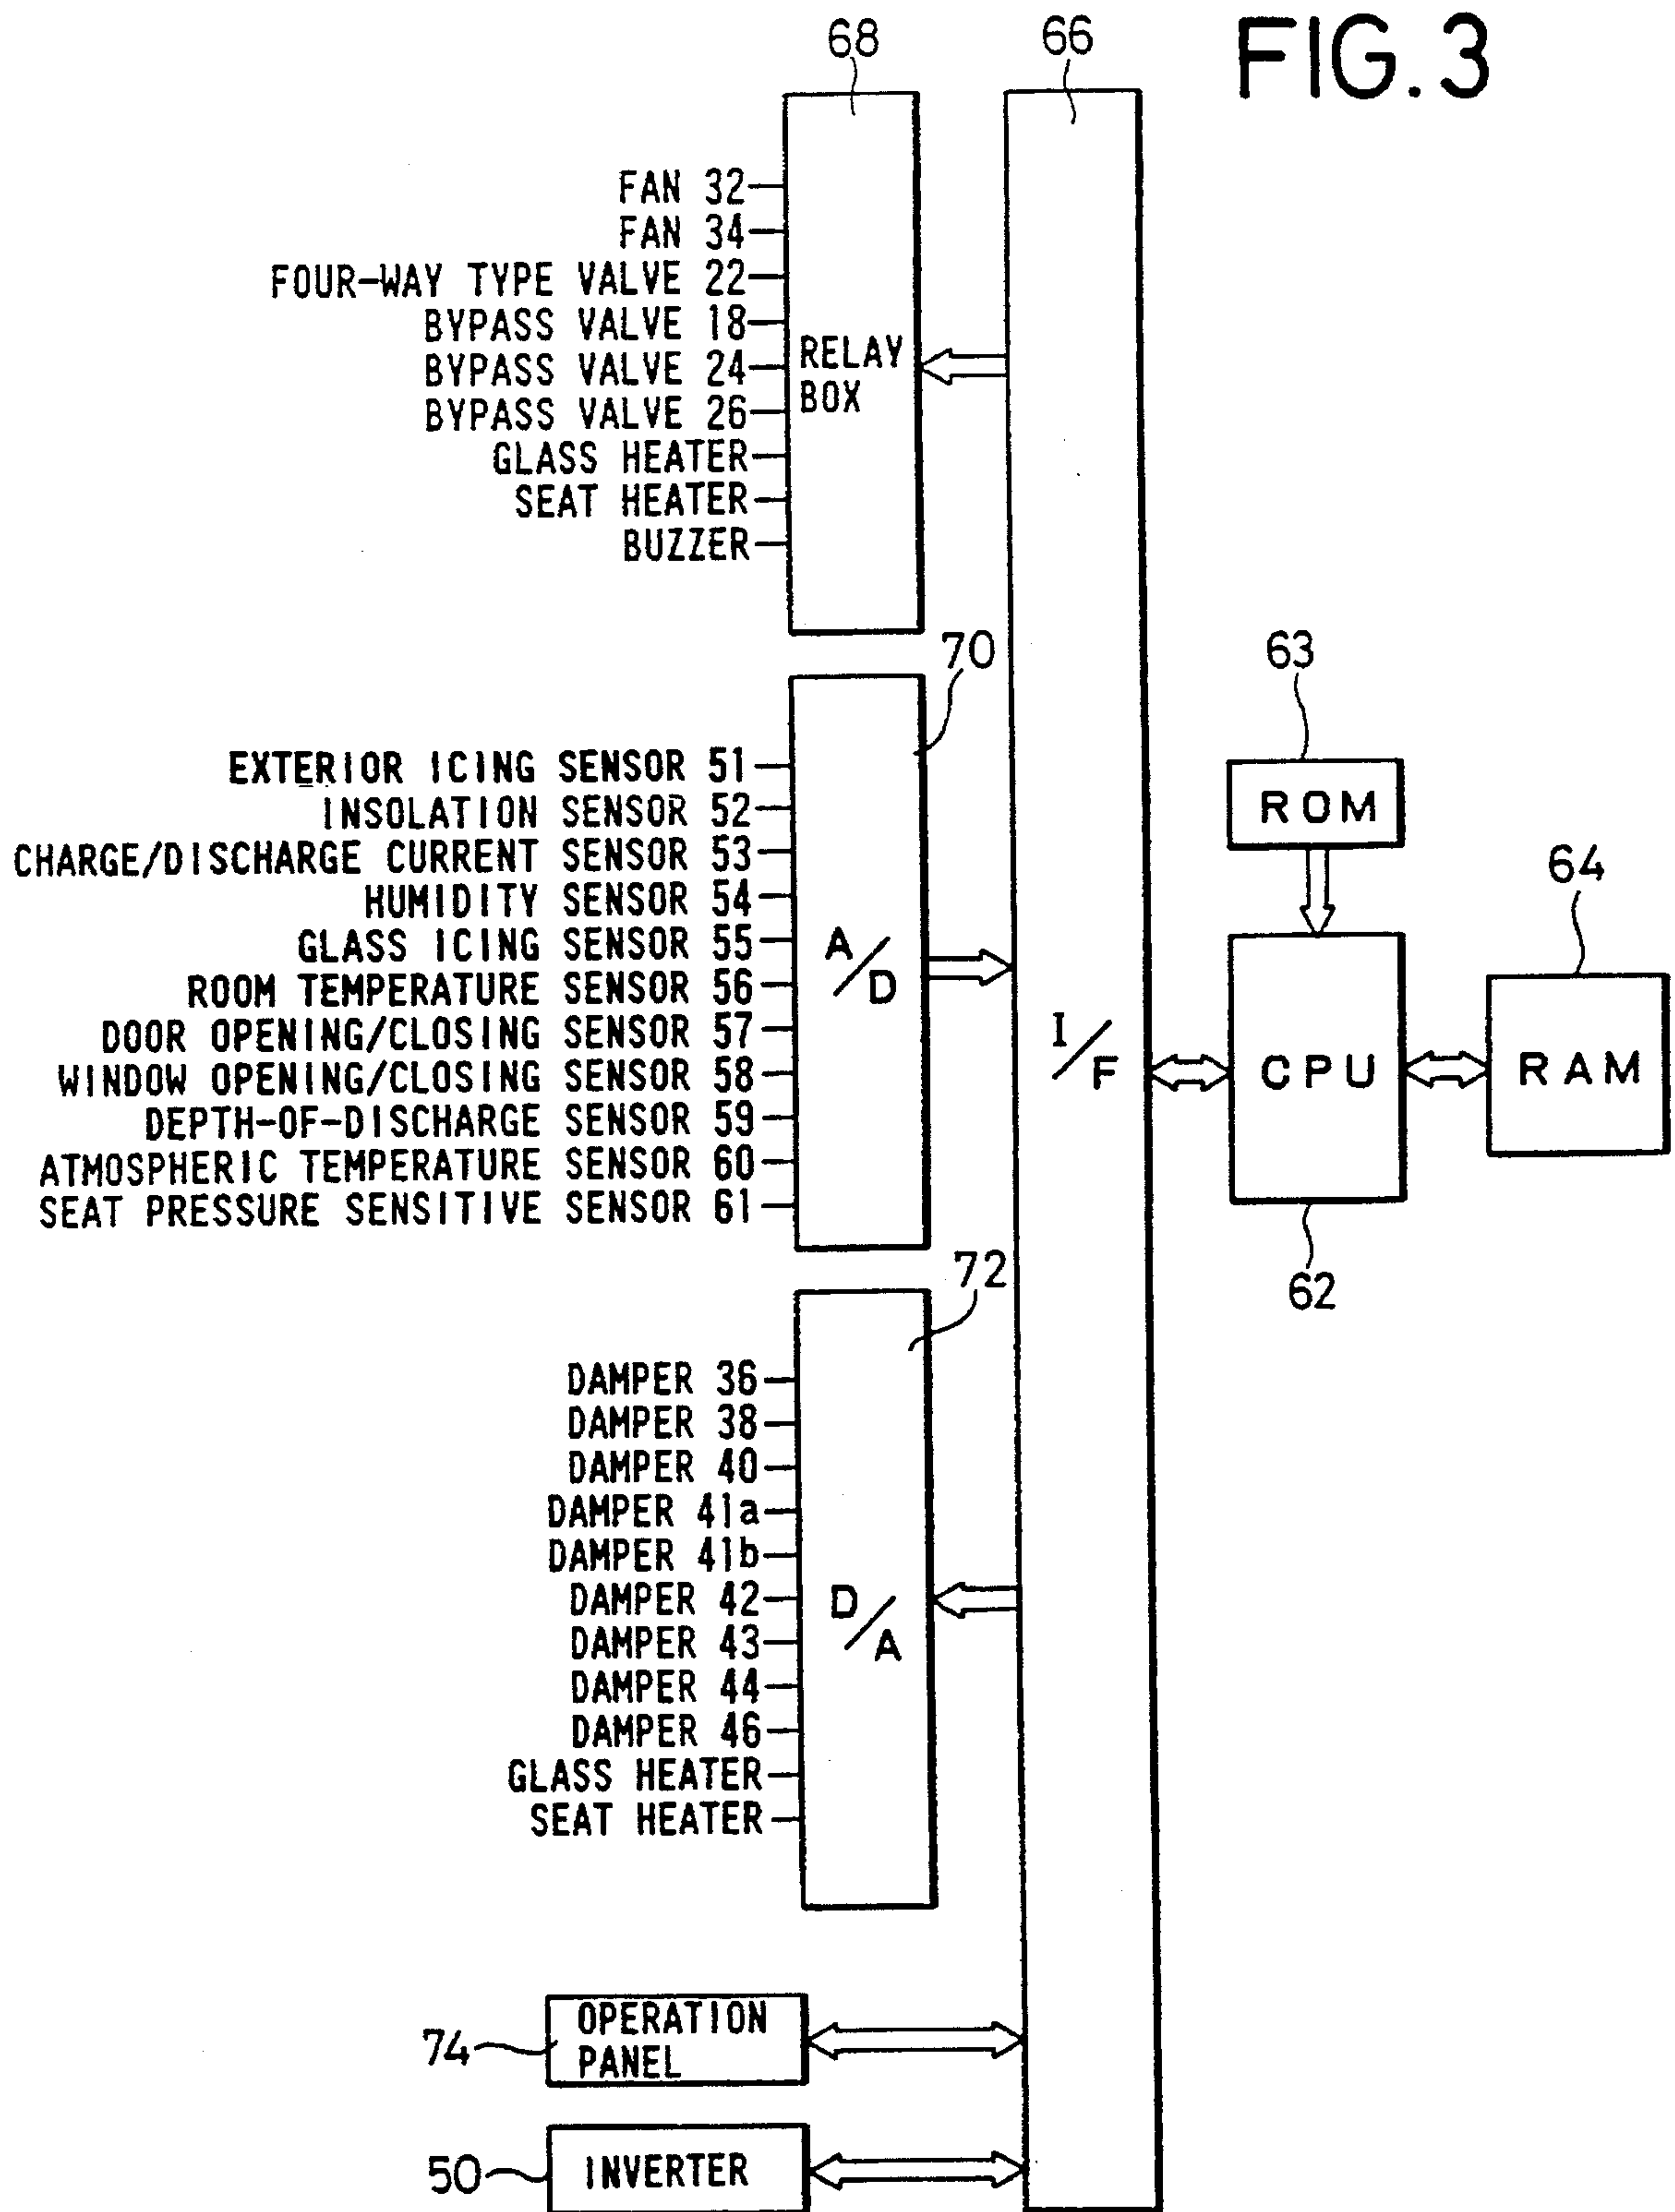 FIG. 3
68
66
FAN 32
FAN 34
FOUR-WAY TYPE VALVE 22
BYPASS VALVE 18
BYPASS VALVE 24
BYPASS VALVE 26
GLASS HEATER
SEAT HEATER
BUZZER
RELAY
BOX
70
EXTERIOR ICING SENSOR 51
INSOLATION SENSOR 52
CHARGE/DISCHARGE CURRENT SENSOR 53
HUMIDITY SENSOR 54
GLASS ICING SENSOR 55
ROOM TEMPERATURE SENSOR 56
DOOR OPENING/CLOSING SENSOR 57
WINDOW OPENING/CLOSING SENSOR 58
DEPTH-OF-DISCHARGE SENSOR 59
ATMOSPHERIC TEMPERATURE SENSOR 60
SEAT PRESSURE SENSITIVE SENSOR 61
A/D
I/F
63
ROM
64
CPU
RAM
62
72
DAMPER 36
DAMPER 38
DAMPER 40
DAMPER 41a
DAMPER 41b
DAMPER 42
DAMPER 43
DAMPER 44
DAMPER 46
GLASS HEATER
SEAT HEATER
D/A
74
OPERATION
PANEL
50
INVERTER